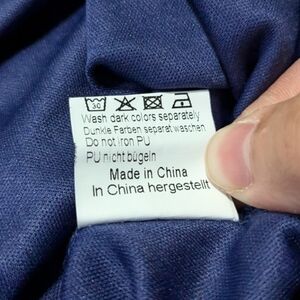 30
Wash dark colors separately
Dunkle Farben separat waschen
Do not iron PU
PU nicht bügeln
Made in China
In China hergestellt